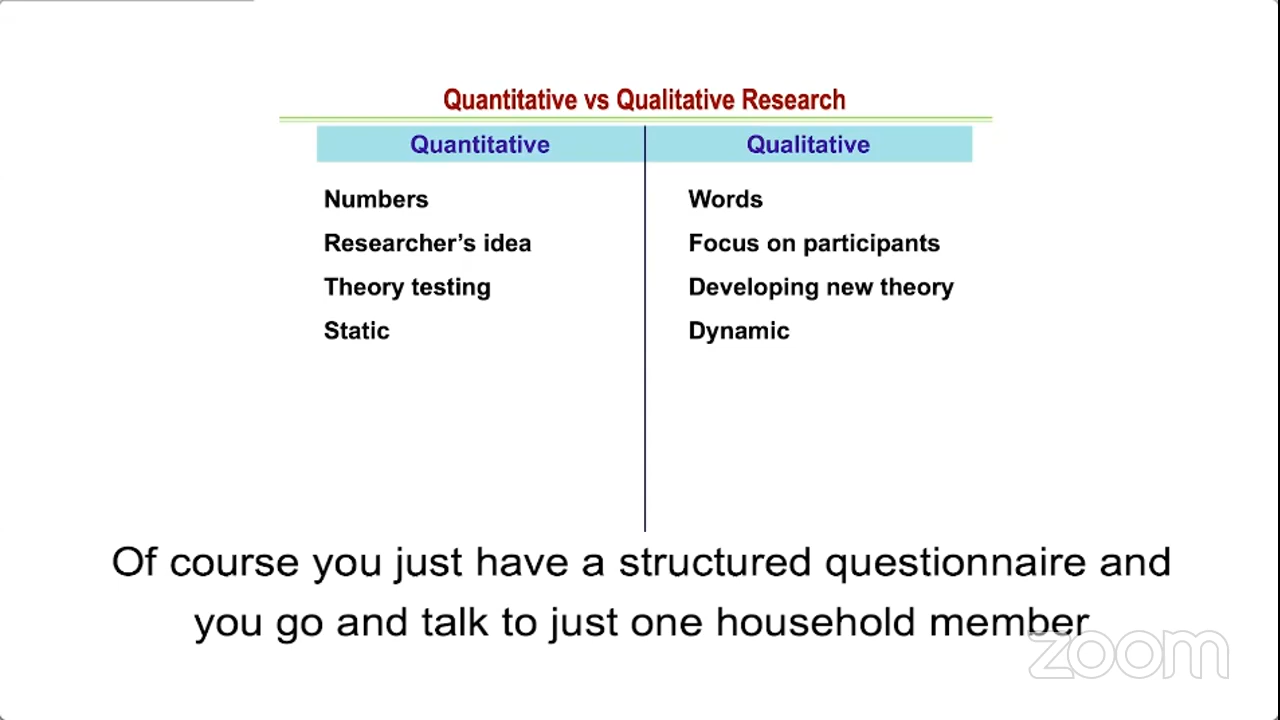 Quantitative vs Qualitative Research
Quantitative Qualitative
Numbers Words
Researcher’s idea Focus on participants
Theory testing Developing new theory
Static Dynamic
Of course you just have a structured questionnaire and
you go and talk to just one household member
zoom